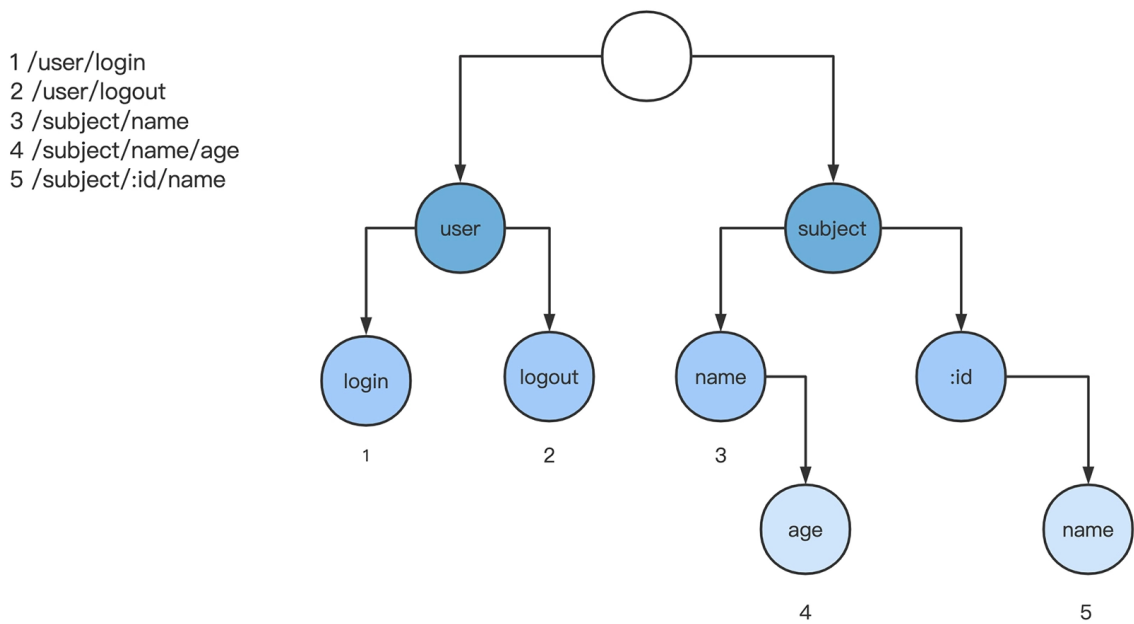 1 /user/login
2 /user/logout
3 /subject/name
4 /subject/name/age
5 /subject/:id/name
user
subject
login
logout
name
:id
1
2
3
age
name
4
5